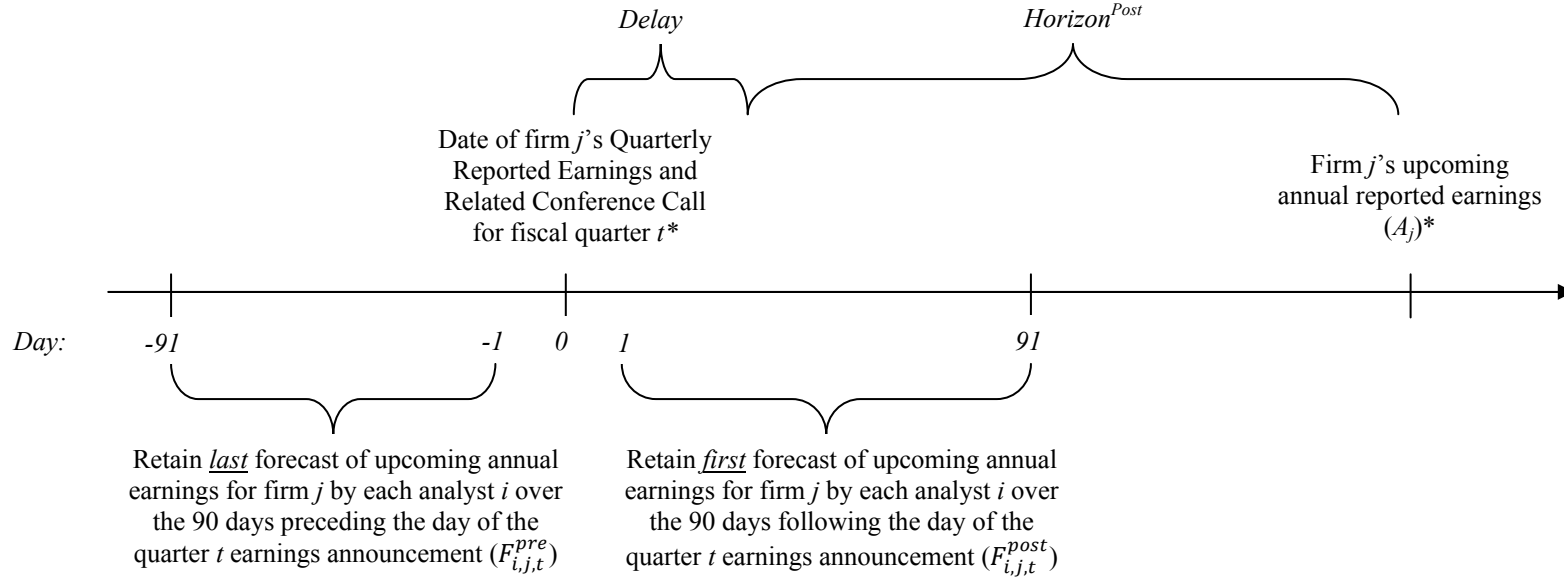 Delay
Horizon^Post
Date of firm j's Quarterly
Reported Earnings and
Related Conference Call
for fiscal quarter t*
Firm j's upcoming
annual reported earnings
(A_j)*
Day: -91 -1 0 1 91
Retain last forecast of upcoming annual
earnings for firm j by each analyst i over
the 90 days preceding the day of the
quarter t earnings announcement (F_{i,j,t}^{pre})
Retain first forecast of upcoming annual
earnings for firm j by each analyst i over
the 90 days following the day of the
quarter t earnings announcement (F_{i,j,t}^{post})